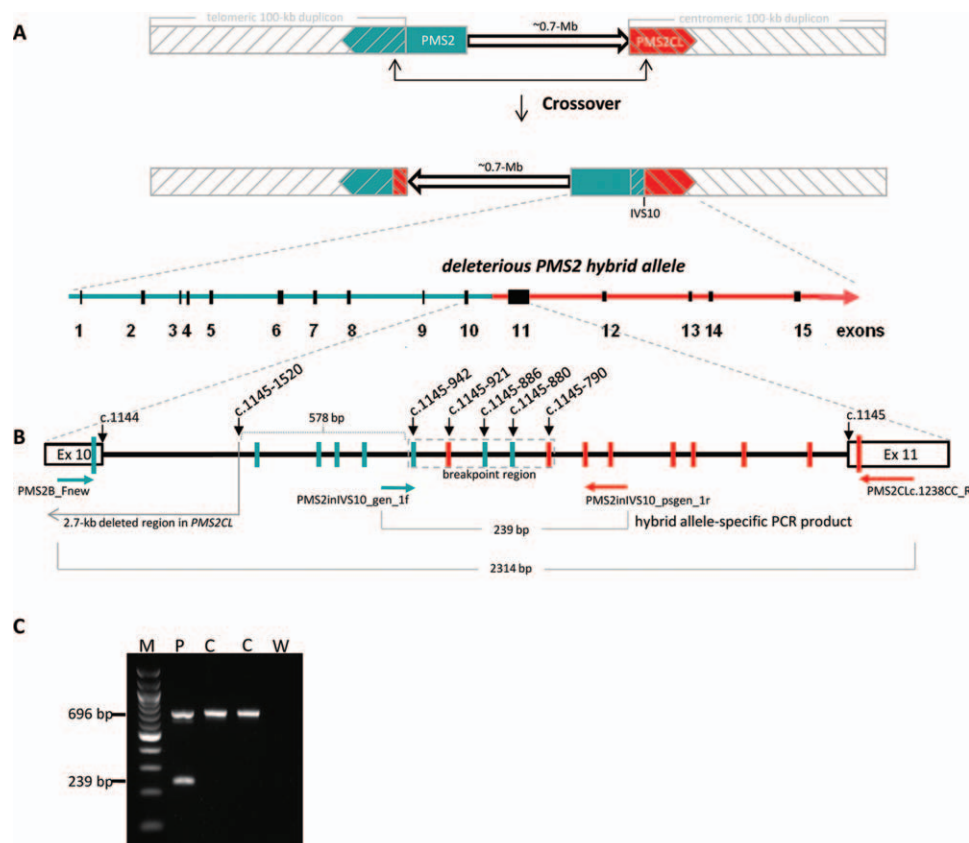 A
telomeric 100-kb duplicon
~0.7-Mb
centromeric 100-kb duplicon
PMS2
PMS2CL
Crossover
~0.7-Mb
IVS10
deleterious PMS2 hybrid allele
1 2 3 4 5 6 7 8 9 10 11 12 13 14 15 exons
B
c.1144
c.1145-1520
c.1145-942
c.1145-921
c.1145-886
c.1145-880
c.1145-790
c.1145
578 bp
Ex 10
breakpoint region
Ex 11
PMS2B_Fnew
PMS2inIVS10_gen_1f
PMS2inIVS10_psgen_1r
PMS2CLc.1238CC_R
2.7-kb deleted region in PMS2CL
hybrid allele-specific PCR product
239 bp
2314 bp
C
M P C C W
696 bp
239 bp